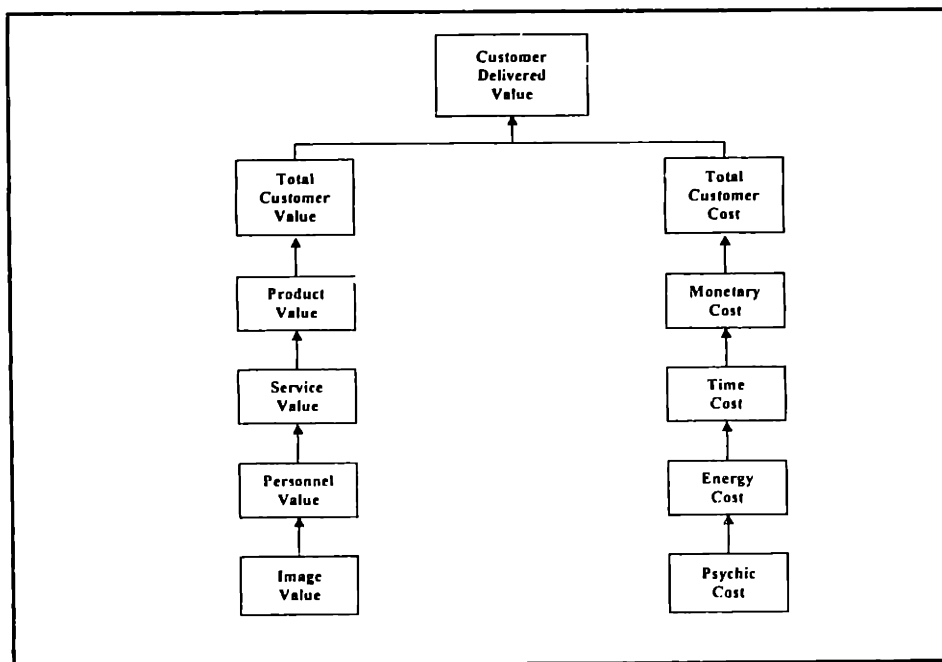 Customer
Delivered
Value
Total
Customer
Value
Total
Customer
Cost
Product
Value
Monetary
Cost
Service
Value
Time
Cost
Personnel
Value
Energy
Cost
Image
Value
Psychic
Cost